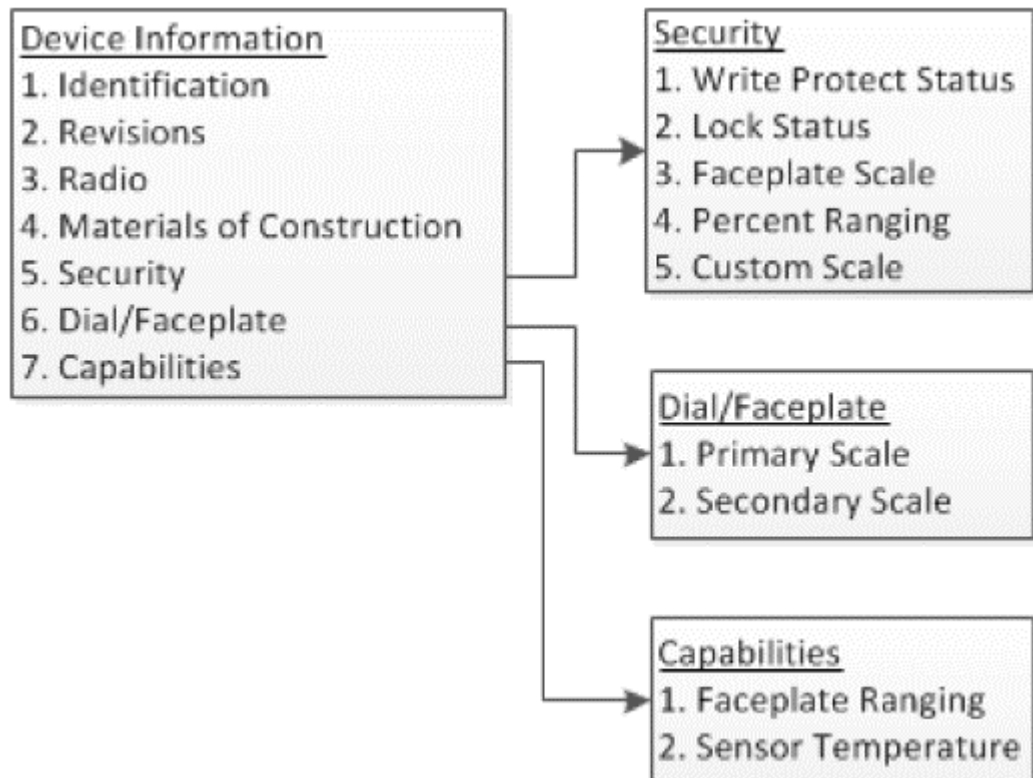 Device Information
1. Identification
2. Revisions
3. Radio
4. Materials of Construction
5. Security
6. Dial/Faceplate
7. Capabilities
Security
1. Write Protect Status
2. Lock Status
3. Faceplate Scale
4. Percent Ranging
5. Custom Scale
Dial/Faceplate
1. Primary Scale
2. Secondary Scale
Capabilities
1. Faceplate Ranging
2. Sensor Temperature